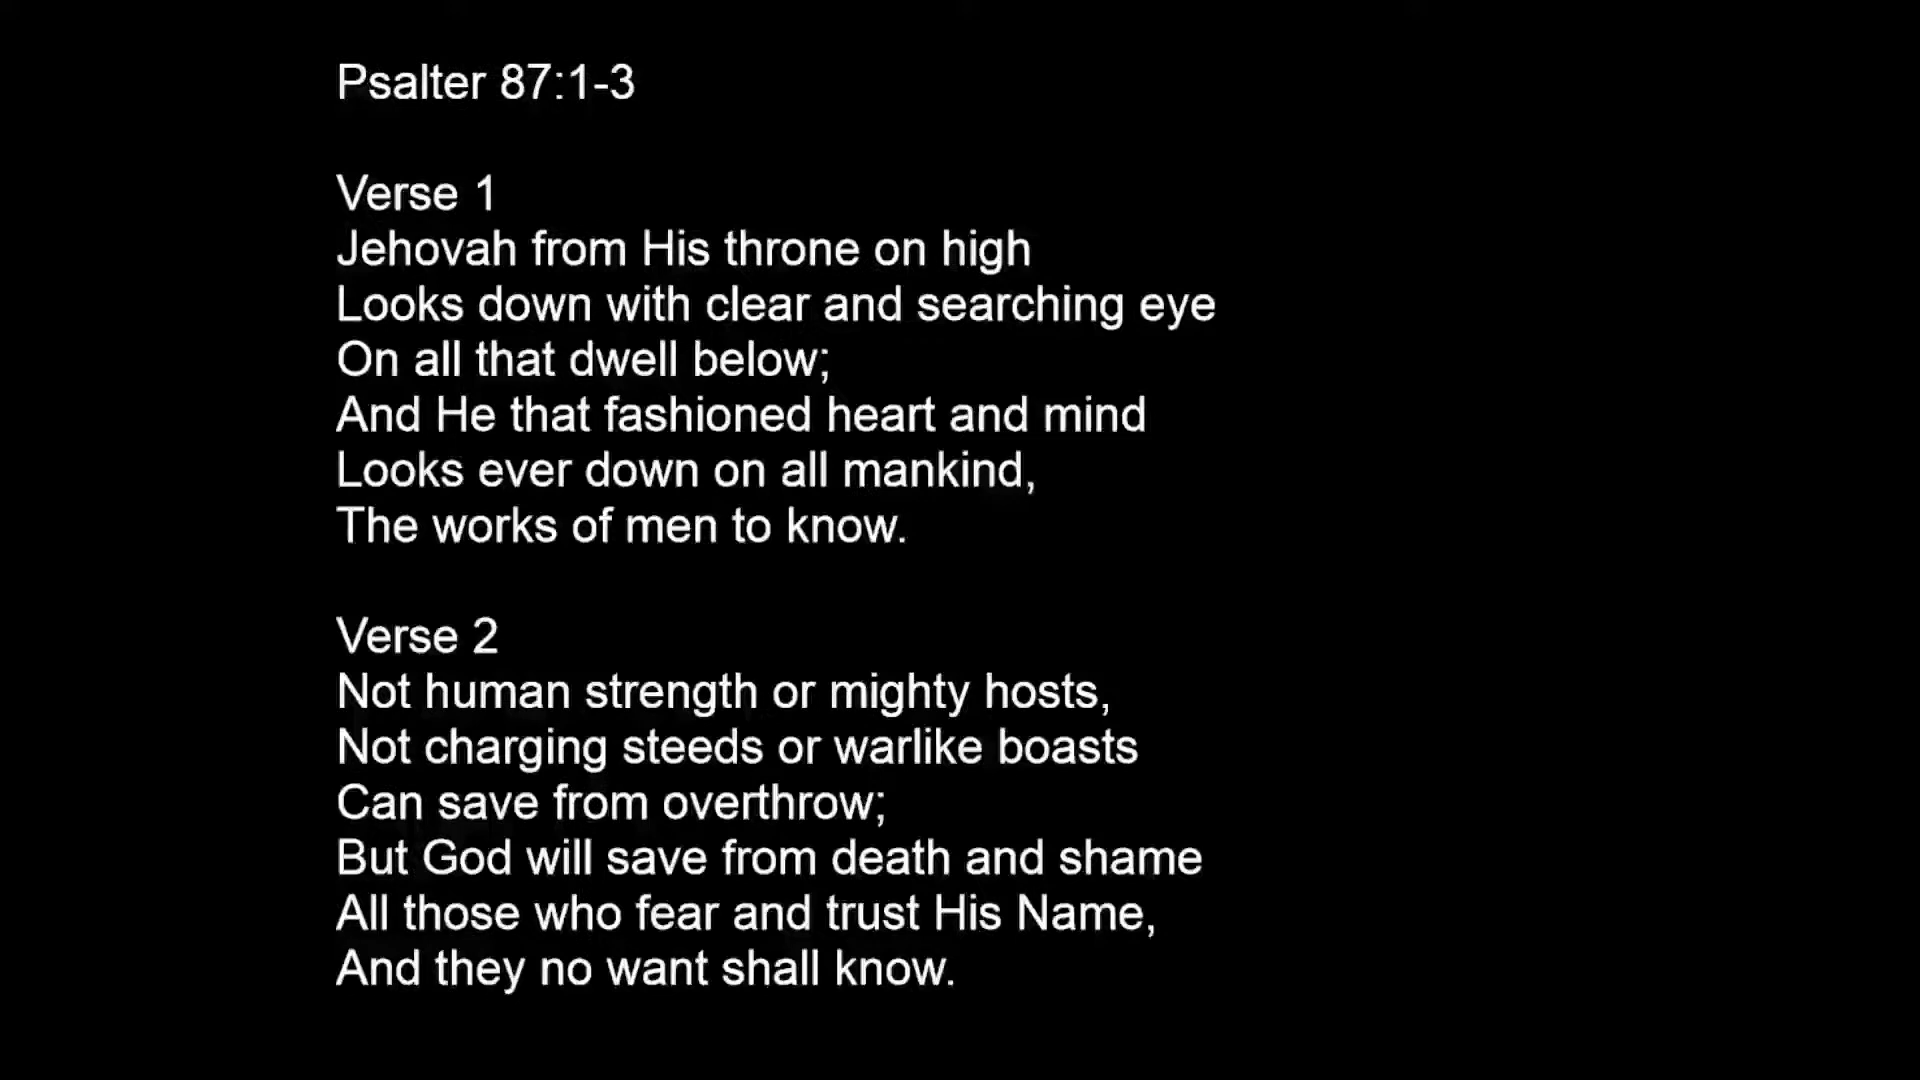 Psalter 87:1-3
Verse 1
Jehovah from His throne on high
Looks down with clear and searching eye
On all that dwell below;
And He that fashioned heart and mind
Looks ever down on all mankind,
The works of men to know.
Verse 2
Not human strength or mighty hosts,
Not charging steeds or warlike boasts
Can save from overthrow;
But God will save from death and shame
All those who fear and trust His Name,
And they no want shall know.